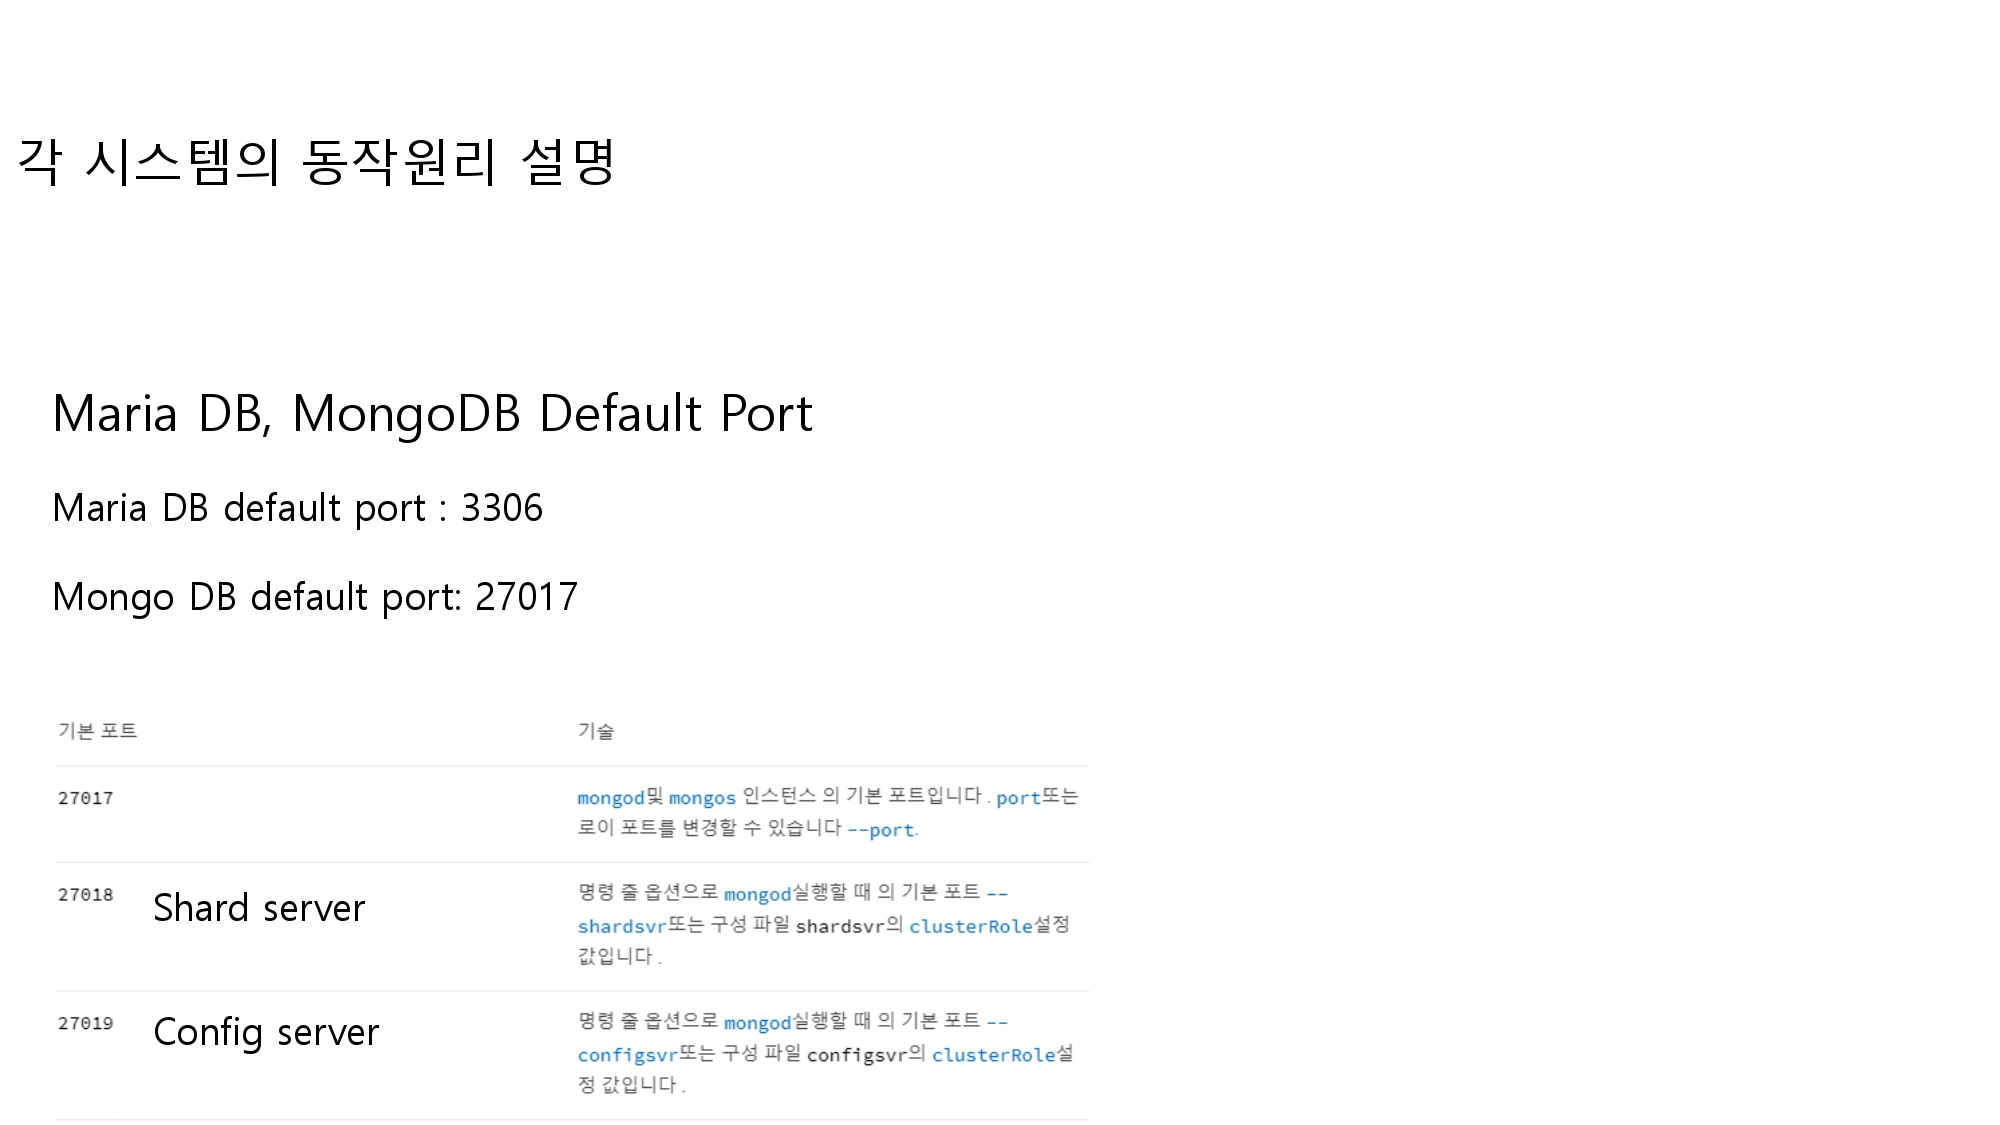 각 시스템의 동작원리 설명
Maria DB, MongoDB Default Port
Maria DB default port : 3306
Mongo DB default port: 27017
기본 포트 기술
27017 mongod및 mongos 인스턴스 의 기본 포트입니다 . port또는
로이 포트를 변경할 수 있습니다 --port.
27018 Shard server 명령 줄 옵션으로 mongod실행할 때 의 기본 포트 --
shardsvr또는 구성 파일 shardsvr의 clusterRole설정
값입니다 .
27019 Config server 명령 줄 옵션으로 mongod실행할 때 의 기본 포트 --
configsvr또는 구성 파일 configsvr의 clusterRole설
정 값입니다 .